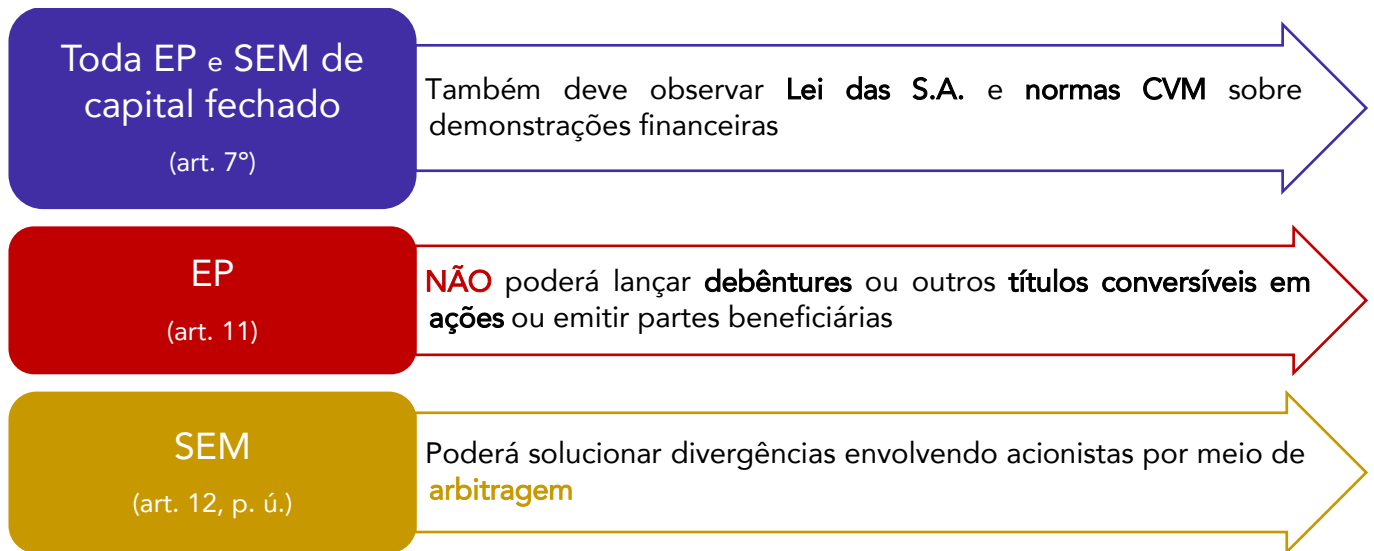 Toda EP e SEM de
capital fechado
(art. 7°)
Também deve observar Lei das S.A. e normas CVM sobre
demonstrações financeiras
EP
(art. 11)
NÃO poderá lançar debêntures ou outros títulos conversíveis em
ações ou emitir partes beneficiárias
SEM
(art. 12, p. ú.)
Poderá solucionar divergências envolvendo acionistas por meio de
arbitragem